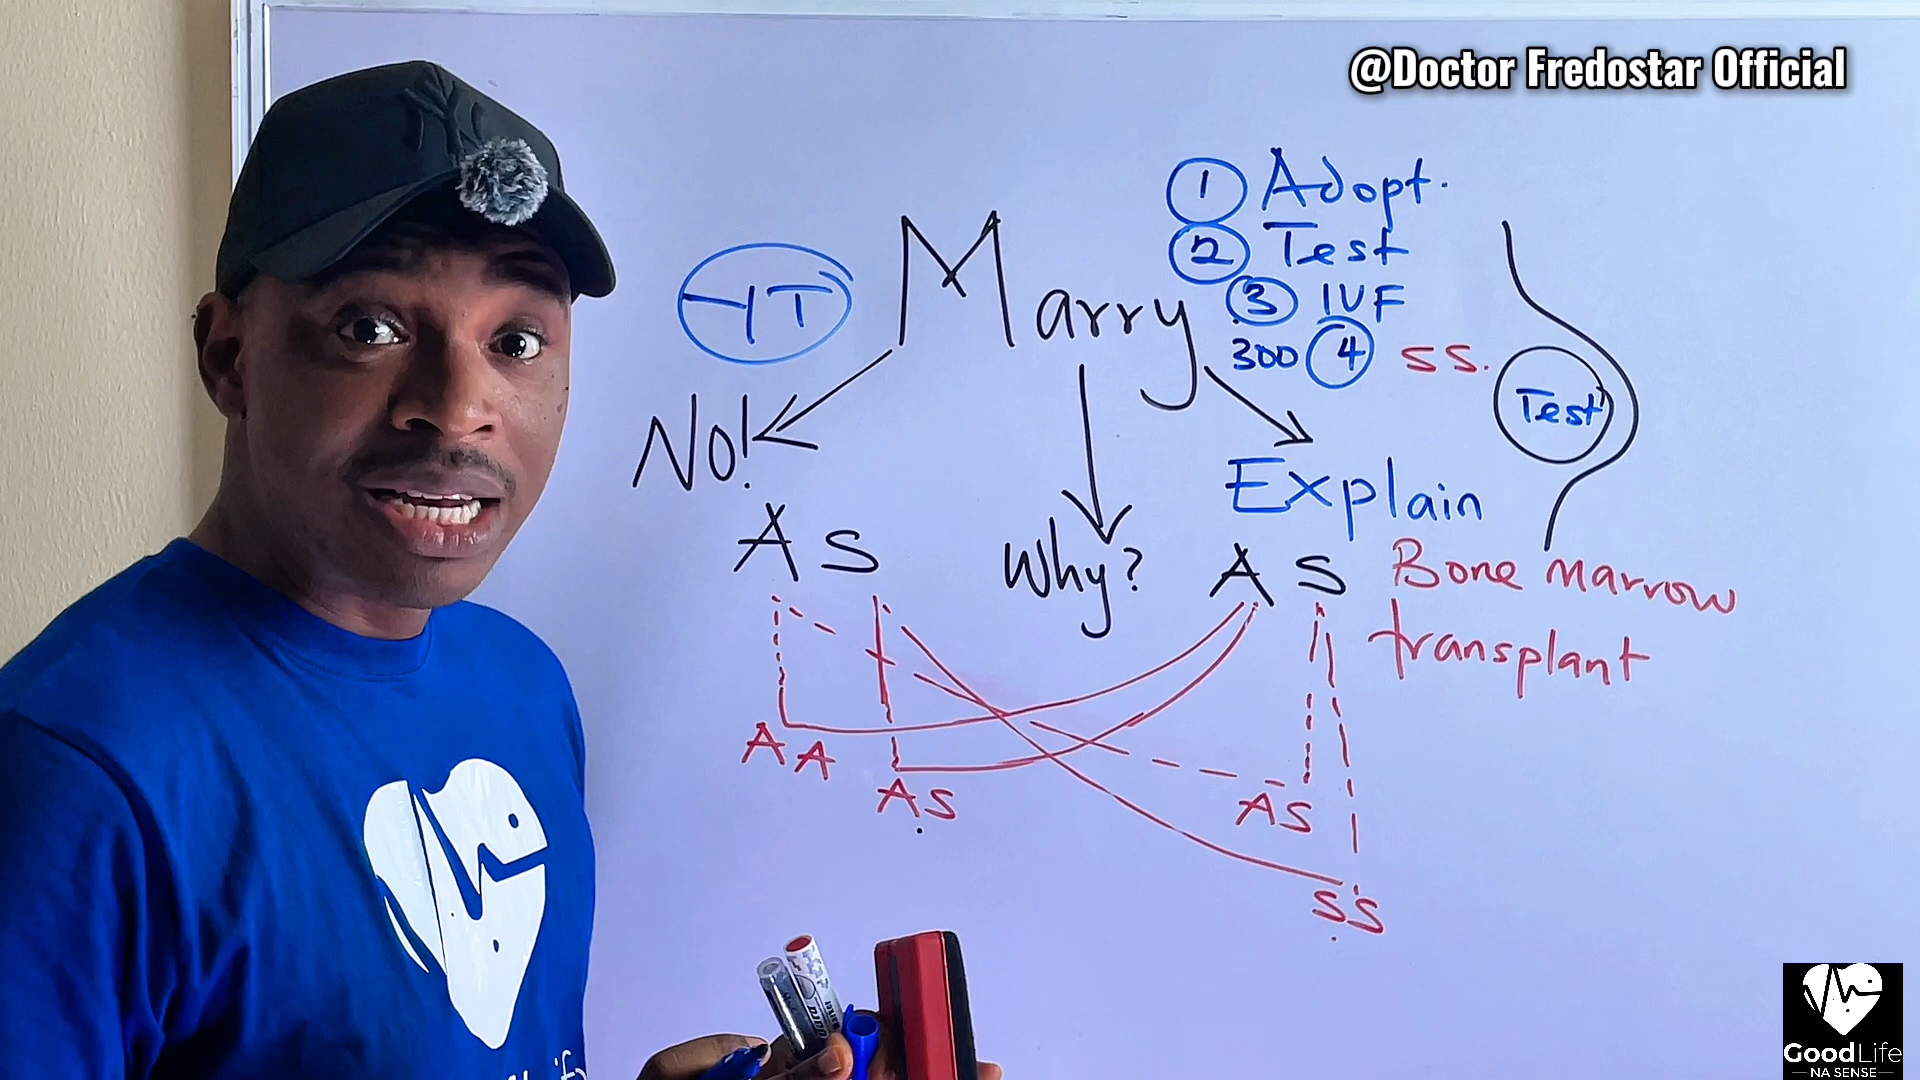 @Doctor Fredostar Official
1 Adopt.
2 Test
3 IVF
300 4 SS.
Test
Marry
No!
Explain
Why?
AS
AS
Bone marrow
transplant
AA
AS
AS
SS
GoodLife
NA SENSE